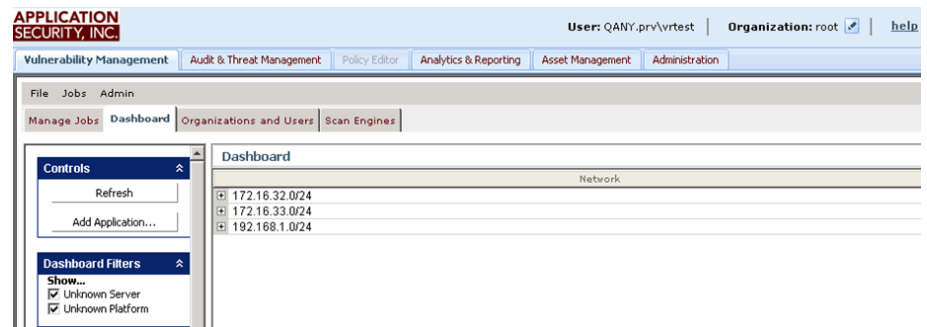 APPLICATION
SECURITY, INC.
User: QANY.prv\vrtest
Organization: root
help
Vulnerability Management
Audit & Threat Management
Policy Editor
Analytics & Reporting
Asset Management
Administration
File Jobs Admin
Manage Jobs
Dashboard
Organizations and Users
Scan Engines
Controls
Refresh
Add Application...
Dashboard Filters
Show...
Unknown Server
Unknown Platform
Dashboard
Network
172.16.32.0/24
172.16.33.0/24
192.168.1.0/24